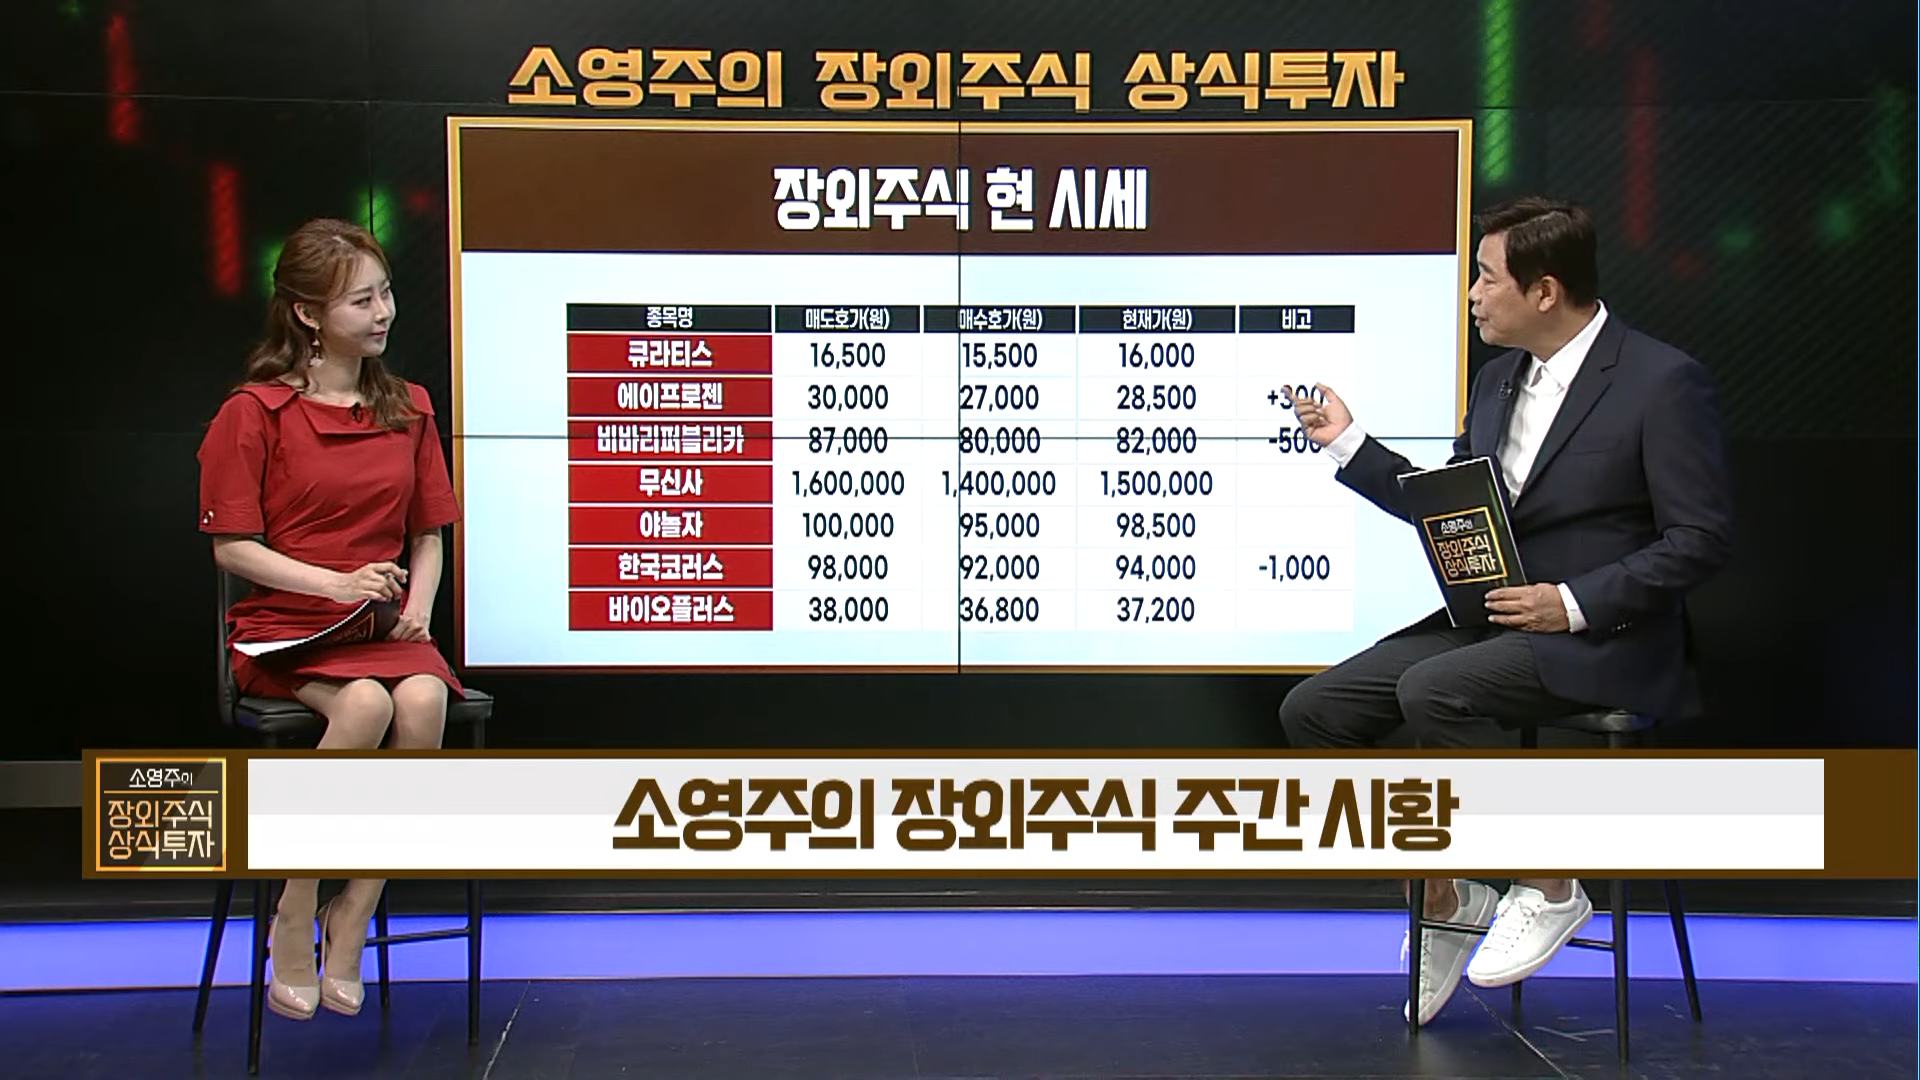 소영주의 장외주식 상식투자
장외주식 현 시세
종목명 매도호가(원) 매수호가(원) 현재가(원) 비고
큐라티스 16,500 15,500 16,000
에이프로젠 30,000 27,000 28,500 +300
비바리퍼블리카 87,000 80,000 82,000 -500
무신사 1,600,000 1,400,000 1,500,000
야놀자 100,000 95,000 98,500
한국코러스 98,000 92,000 94,000 -1,000
바이오플러스 38,000 36,800 37,200
소영주의
장외주식
상식투자
소영주의
장외주식
상식투자
소영주의 장외주식 주간 시황